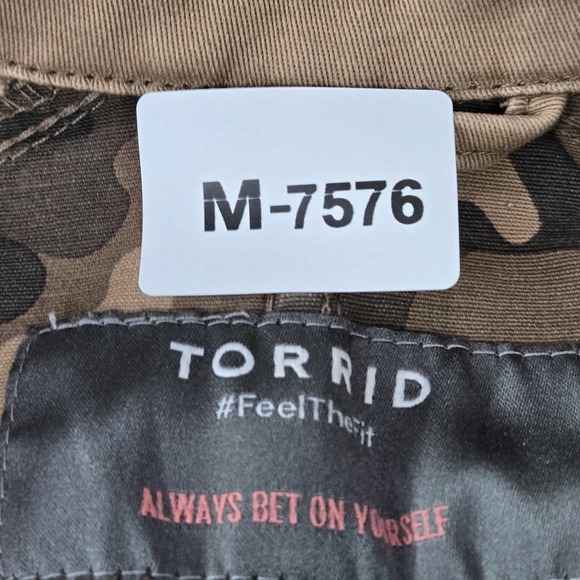 M-7576
TORRID
#FeelTheFit
ALWAYS BET ON YOURSELF